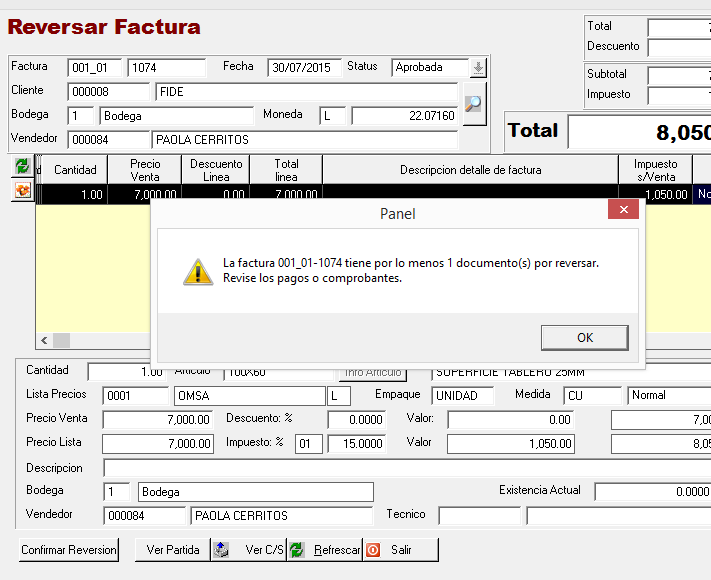 Reversar Factura
Factura 001_01 1074 Fecha 30/07/2015 Status Aprobada
Cliente 000008 FIDE
Bodega 1 Bodega Moneda L 22.07160
Vendedor 000084 PAOLA CERRITOS
Total
Descuento
Subtotal
Impuesto
Total 8,050
Cantidad Precio Venta Descuento Linea Total linea Descripcion detalle de factura Impuesto s/Venta
1.00 7,000.00 0.00 7,000.00 1,050.00 No
Panel
La factura 001_01-1074 tiene por lo menos 1 documento(s) por reversar.
Revise los pagos o comprobantes.
OK
Cantidad 1.00 Articulo 100X60 Info Articulo SUPERFICIE TABLERO 25MM
Lista Precios 0001 OMSA L Empaque UNIDAD Medida CU Normal
Precio Venta 7,000.00 Descuento: % 0.0000 Valor: 0.00 7,00
Precio Lista 7,000.00 Impuesto: % 01 15.0000 Valor 1,050.00 8,05
Descripcion
Bodega 1 Bodega Existencia Actual 0.0000
Vendedor 000084 PAOLA CERRITOS Tecnico
Confirmar Reversion Ver Partida Ver C/S Refrescar Salir